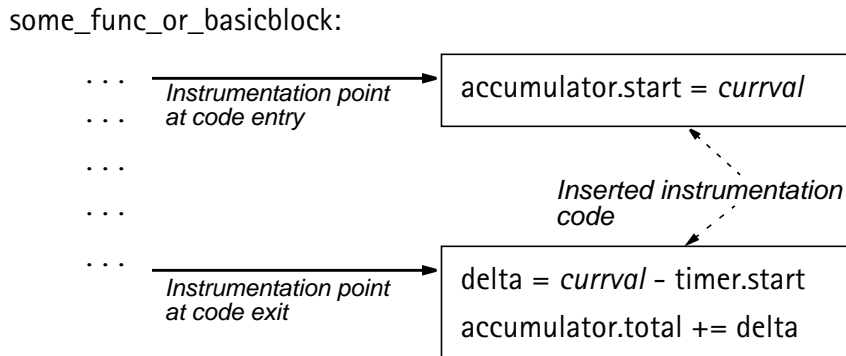 some_func_or_basicblock:
. . .
Instrumentation point
at code entry
accumulator.start = currval
. . .
. . .
. . .
Inserted instrumentation
code
. . .
Instrumentation point
at code exit
delta = currval - timer.start
accumulator.total += delta